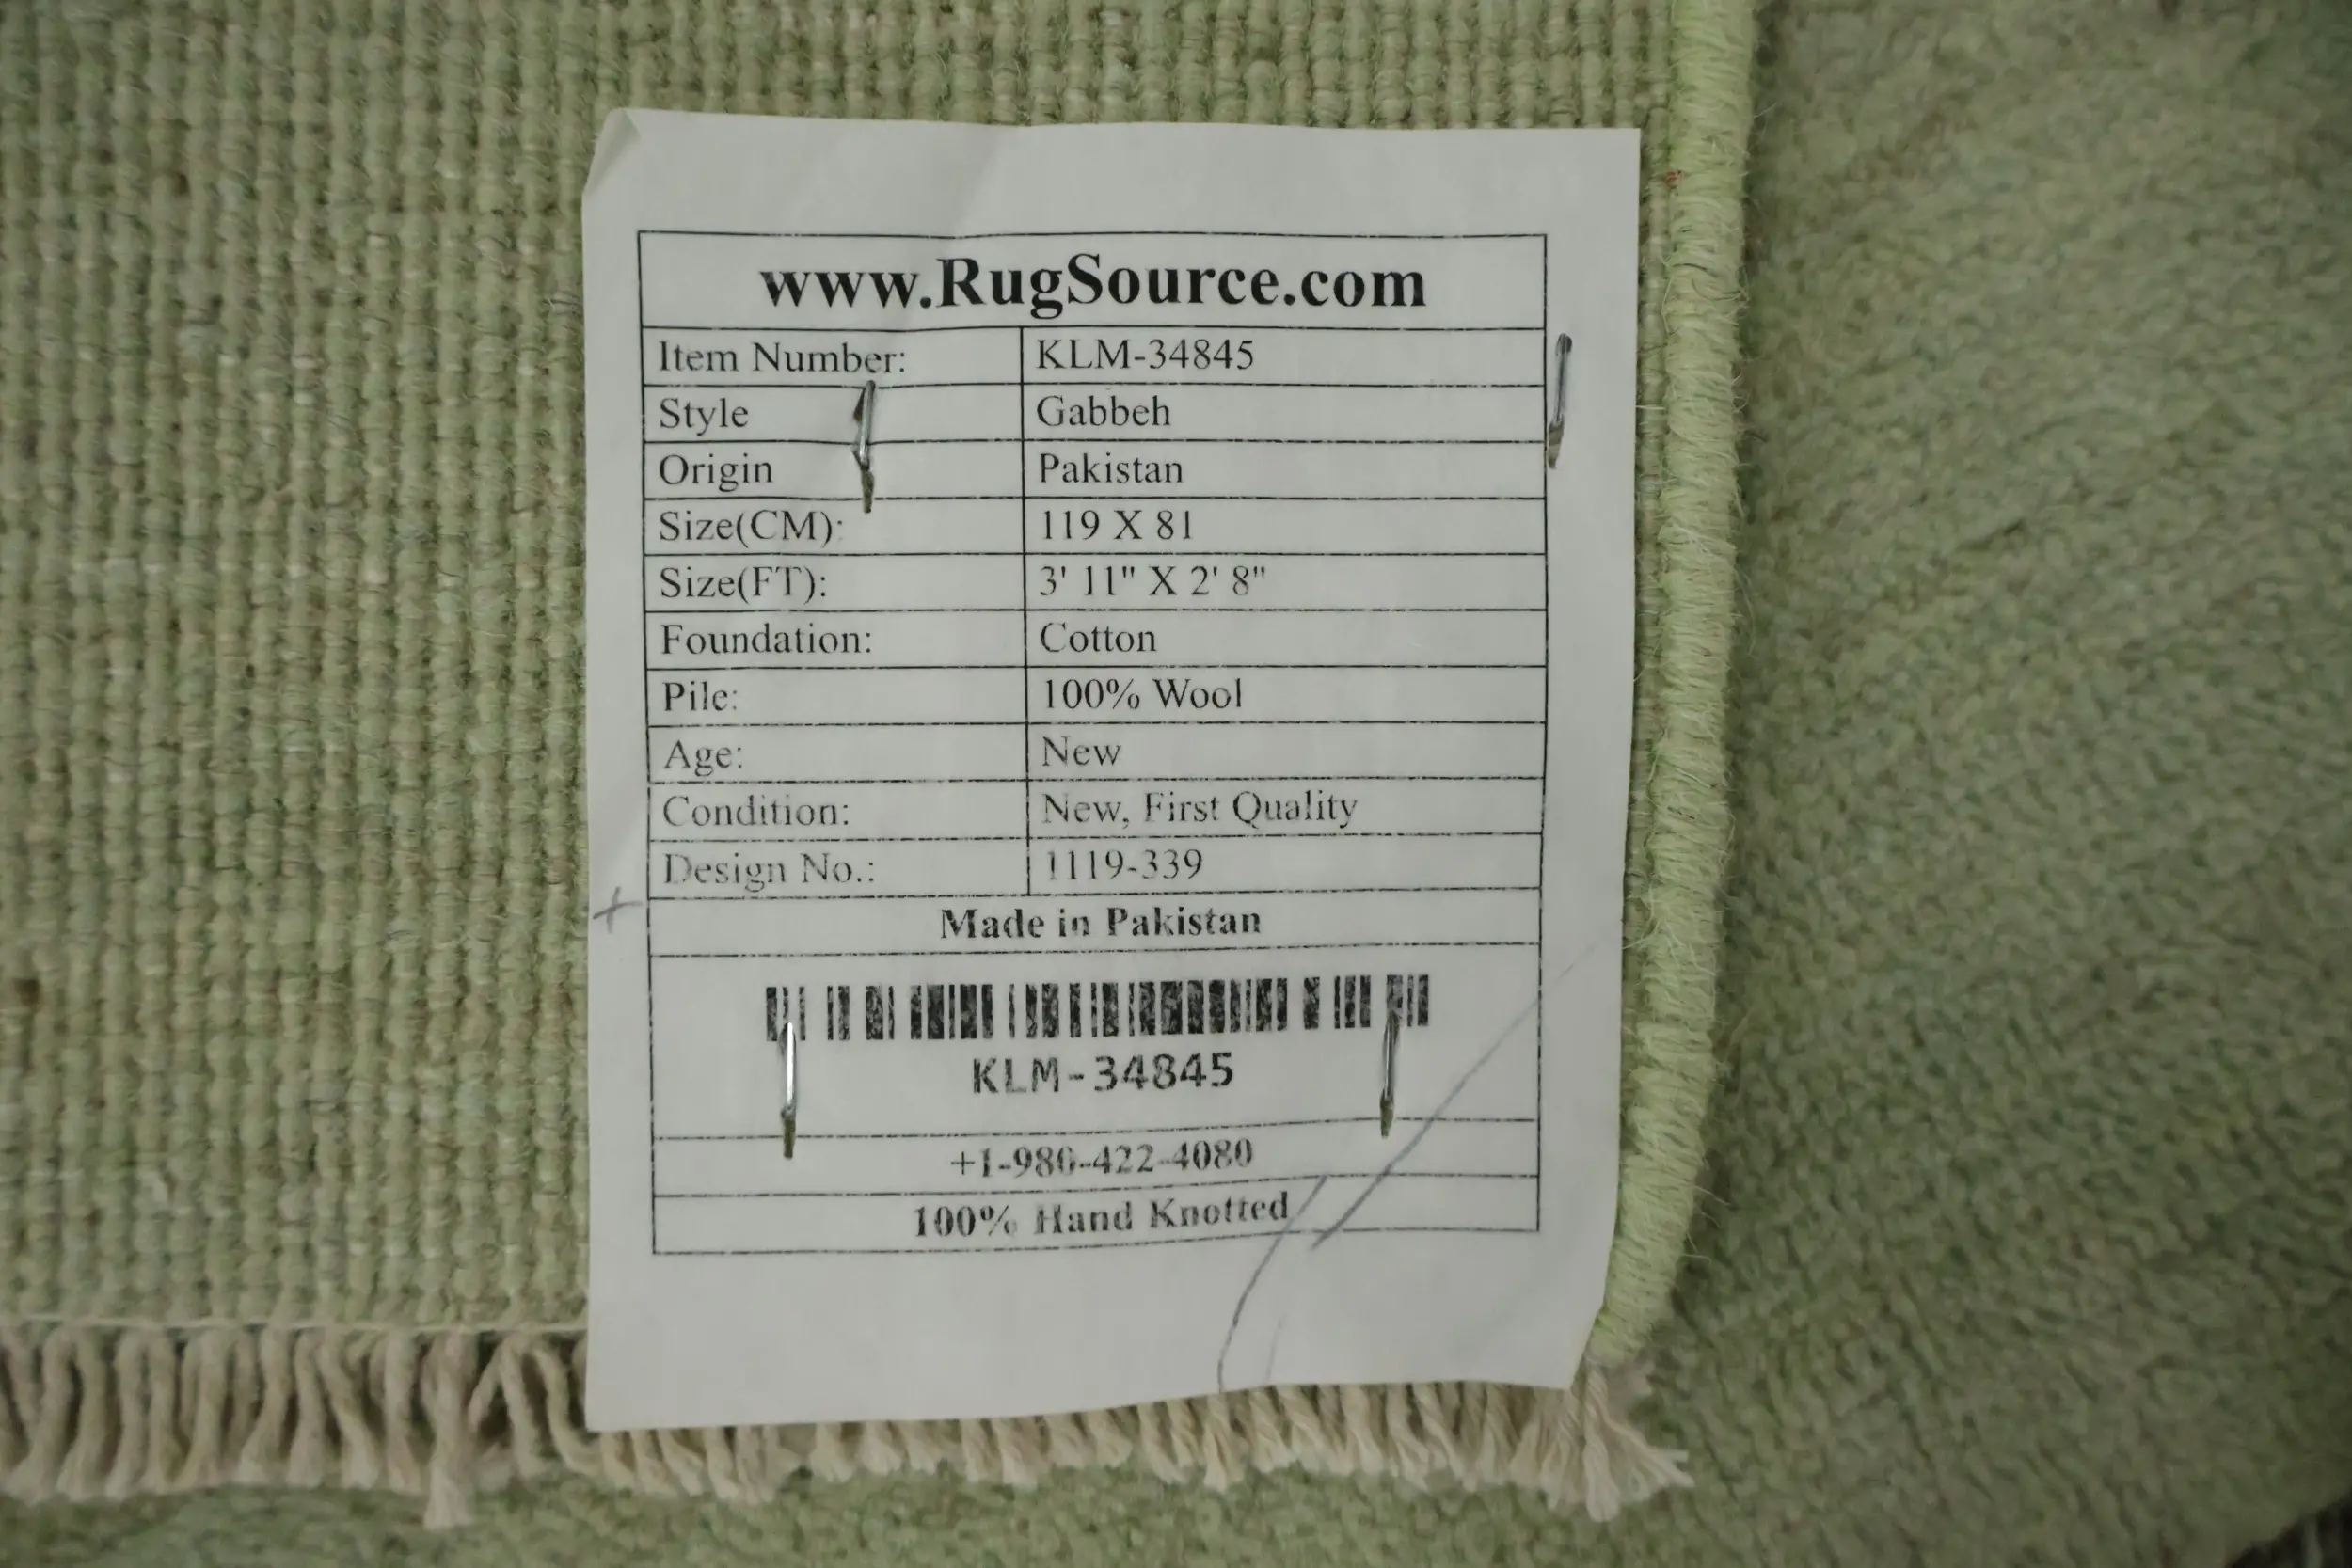 www.RugSource.com
Item Number: KLM-34845
Style Gabbeh
Origin Pakistan
Size(CM): 119 X 81
Size(FT): 3' 11" X 2' 8"
Foundation: Cotton
Pile: 100% Wool
Age: New
Condition: New, First Quality
Design No.: 1119-339
Made in Pakistan
KLM-34845
+1-980-422-4080
100% Hand Knotted